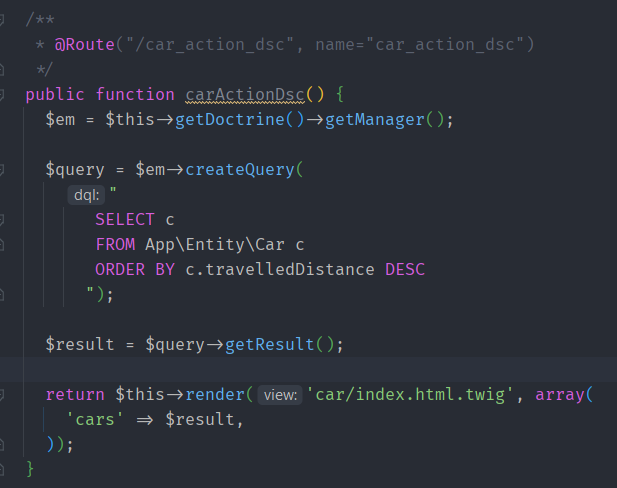 /**
 * @Route("/car_action_dsc", name="car_action_dsc")
 */
public function carActionDsc() {
  $em = $this->getDoctrine()->getManager();
  $query = $em->createQuery(
    dql: "
      SELECT c
      FROM App\Entity\Car c
      ORDER BY c.travelledDistance DESC
    ");
  $result = $query->getResult();
  return $this->render( view: 'car/index.html.twig', array(
    'cars' => $result,
  ));
}